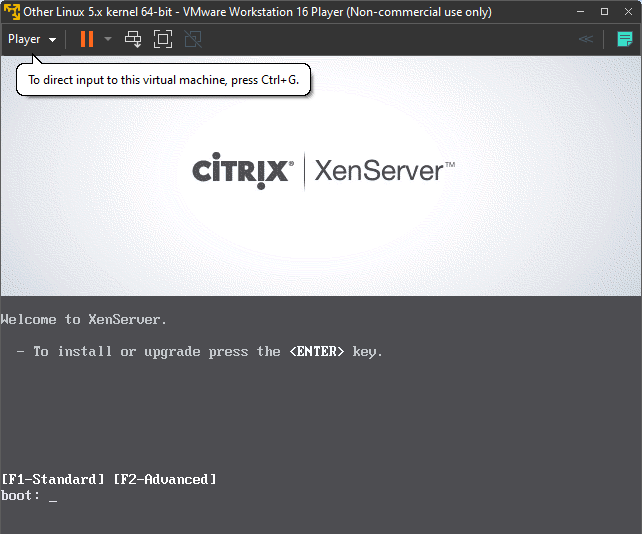 Other Linux 5.x kernel 64-bit - VMware Workstation 16 Player (Non-commercial use only)
Player
To direct input to this virtual machine, press Ctrl+G.
CİTRIX® XenServer™
Welcome to XenServer.
- To install or upgrade press the <ENTER> key.
[F1-Standard] [F2-Advanced]
boot: _